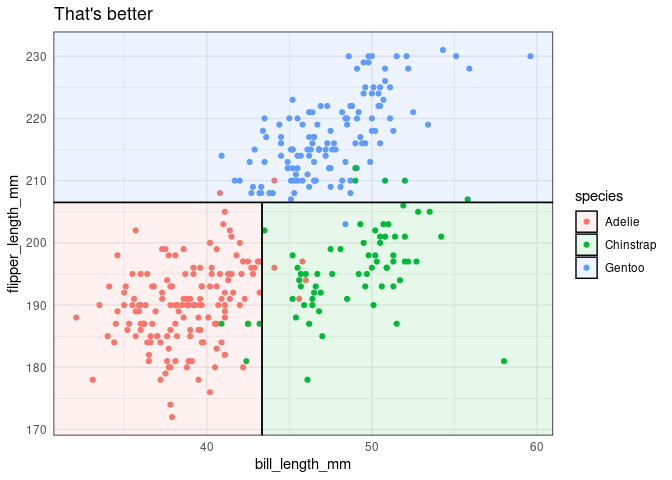 That's better
flipper_length_mm
230
220
210
200
190
180
170
40
50
60
bill_length_mm
species
Adelie
Chinstrap
Gentoo